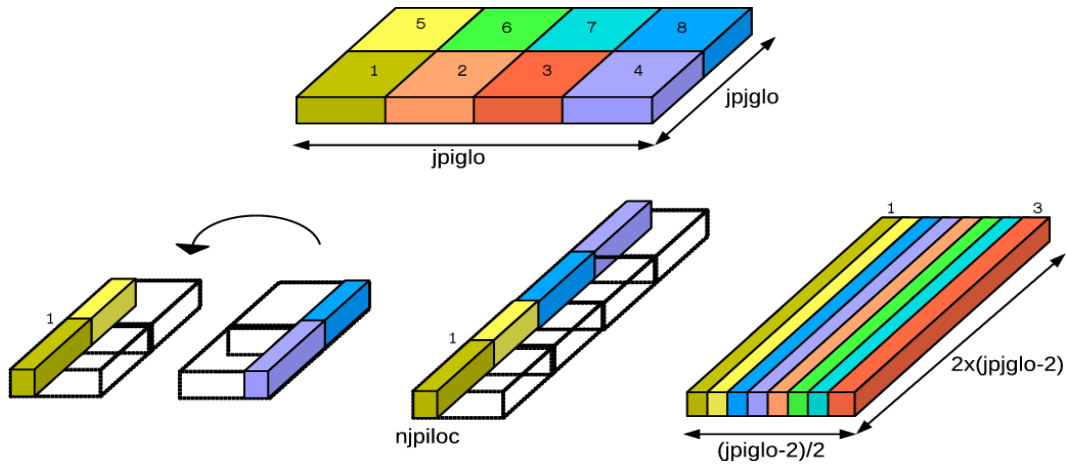 5 6 7 8
1 2 3 4
jpjglo
jpiglo
1
1
njpiloc
1 3
2x(jpjglo-2)
(jpiglo-2)/2